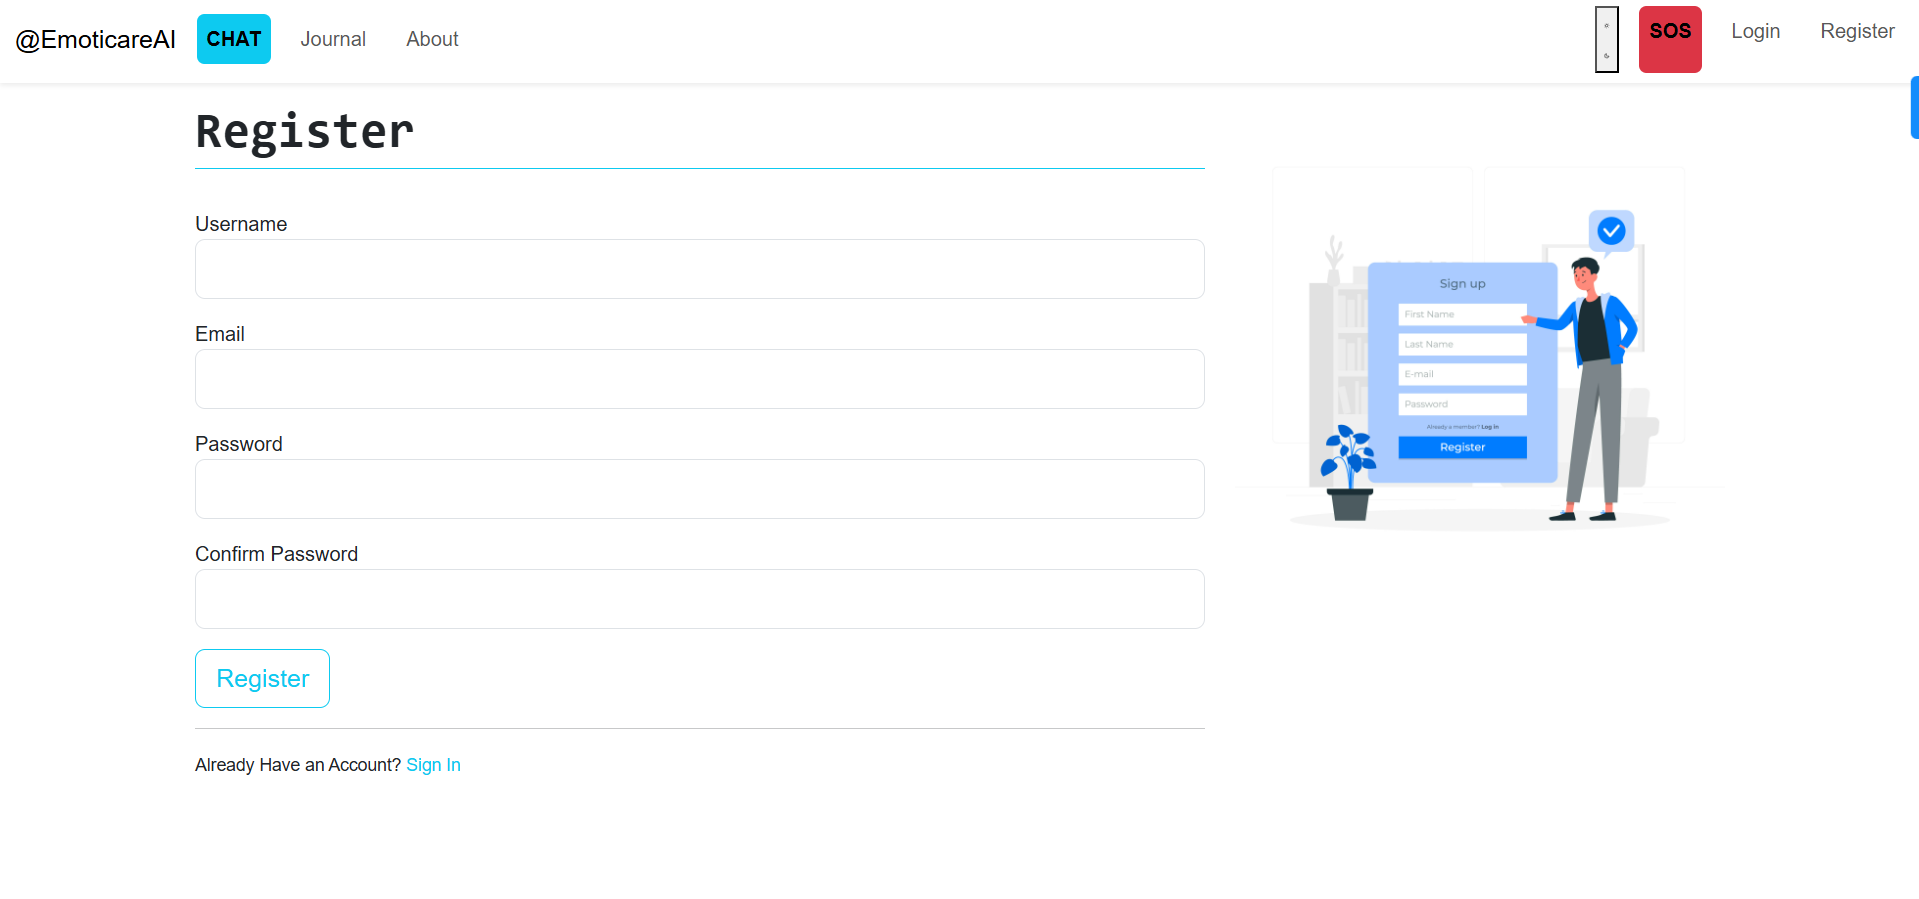 @EmoticareAI CHAT Journal About SOS Login Register
Register
Username
Email
Password
Confirm Password
Register
Already Have an Account? Sign In
Sign up
First Name
Last Name
E-mail
Password
Already a member? Log in
Register